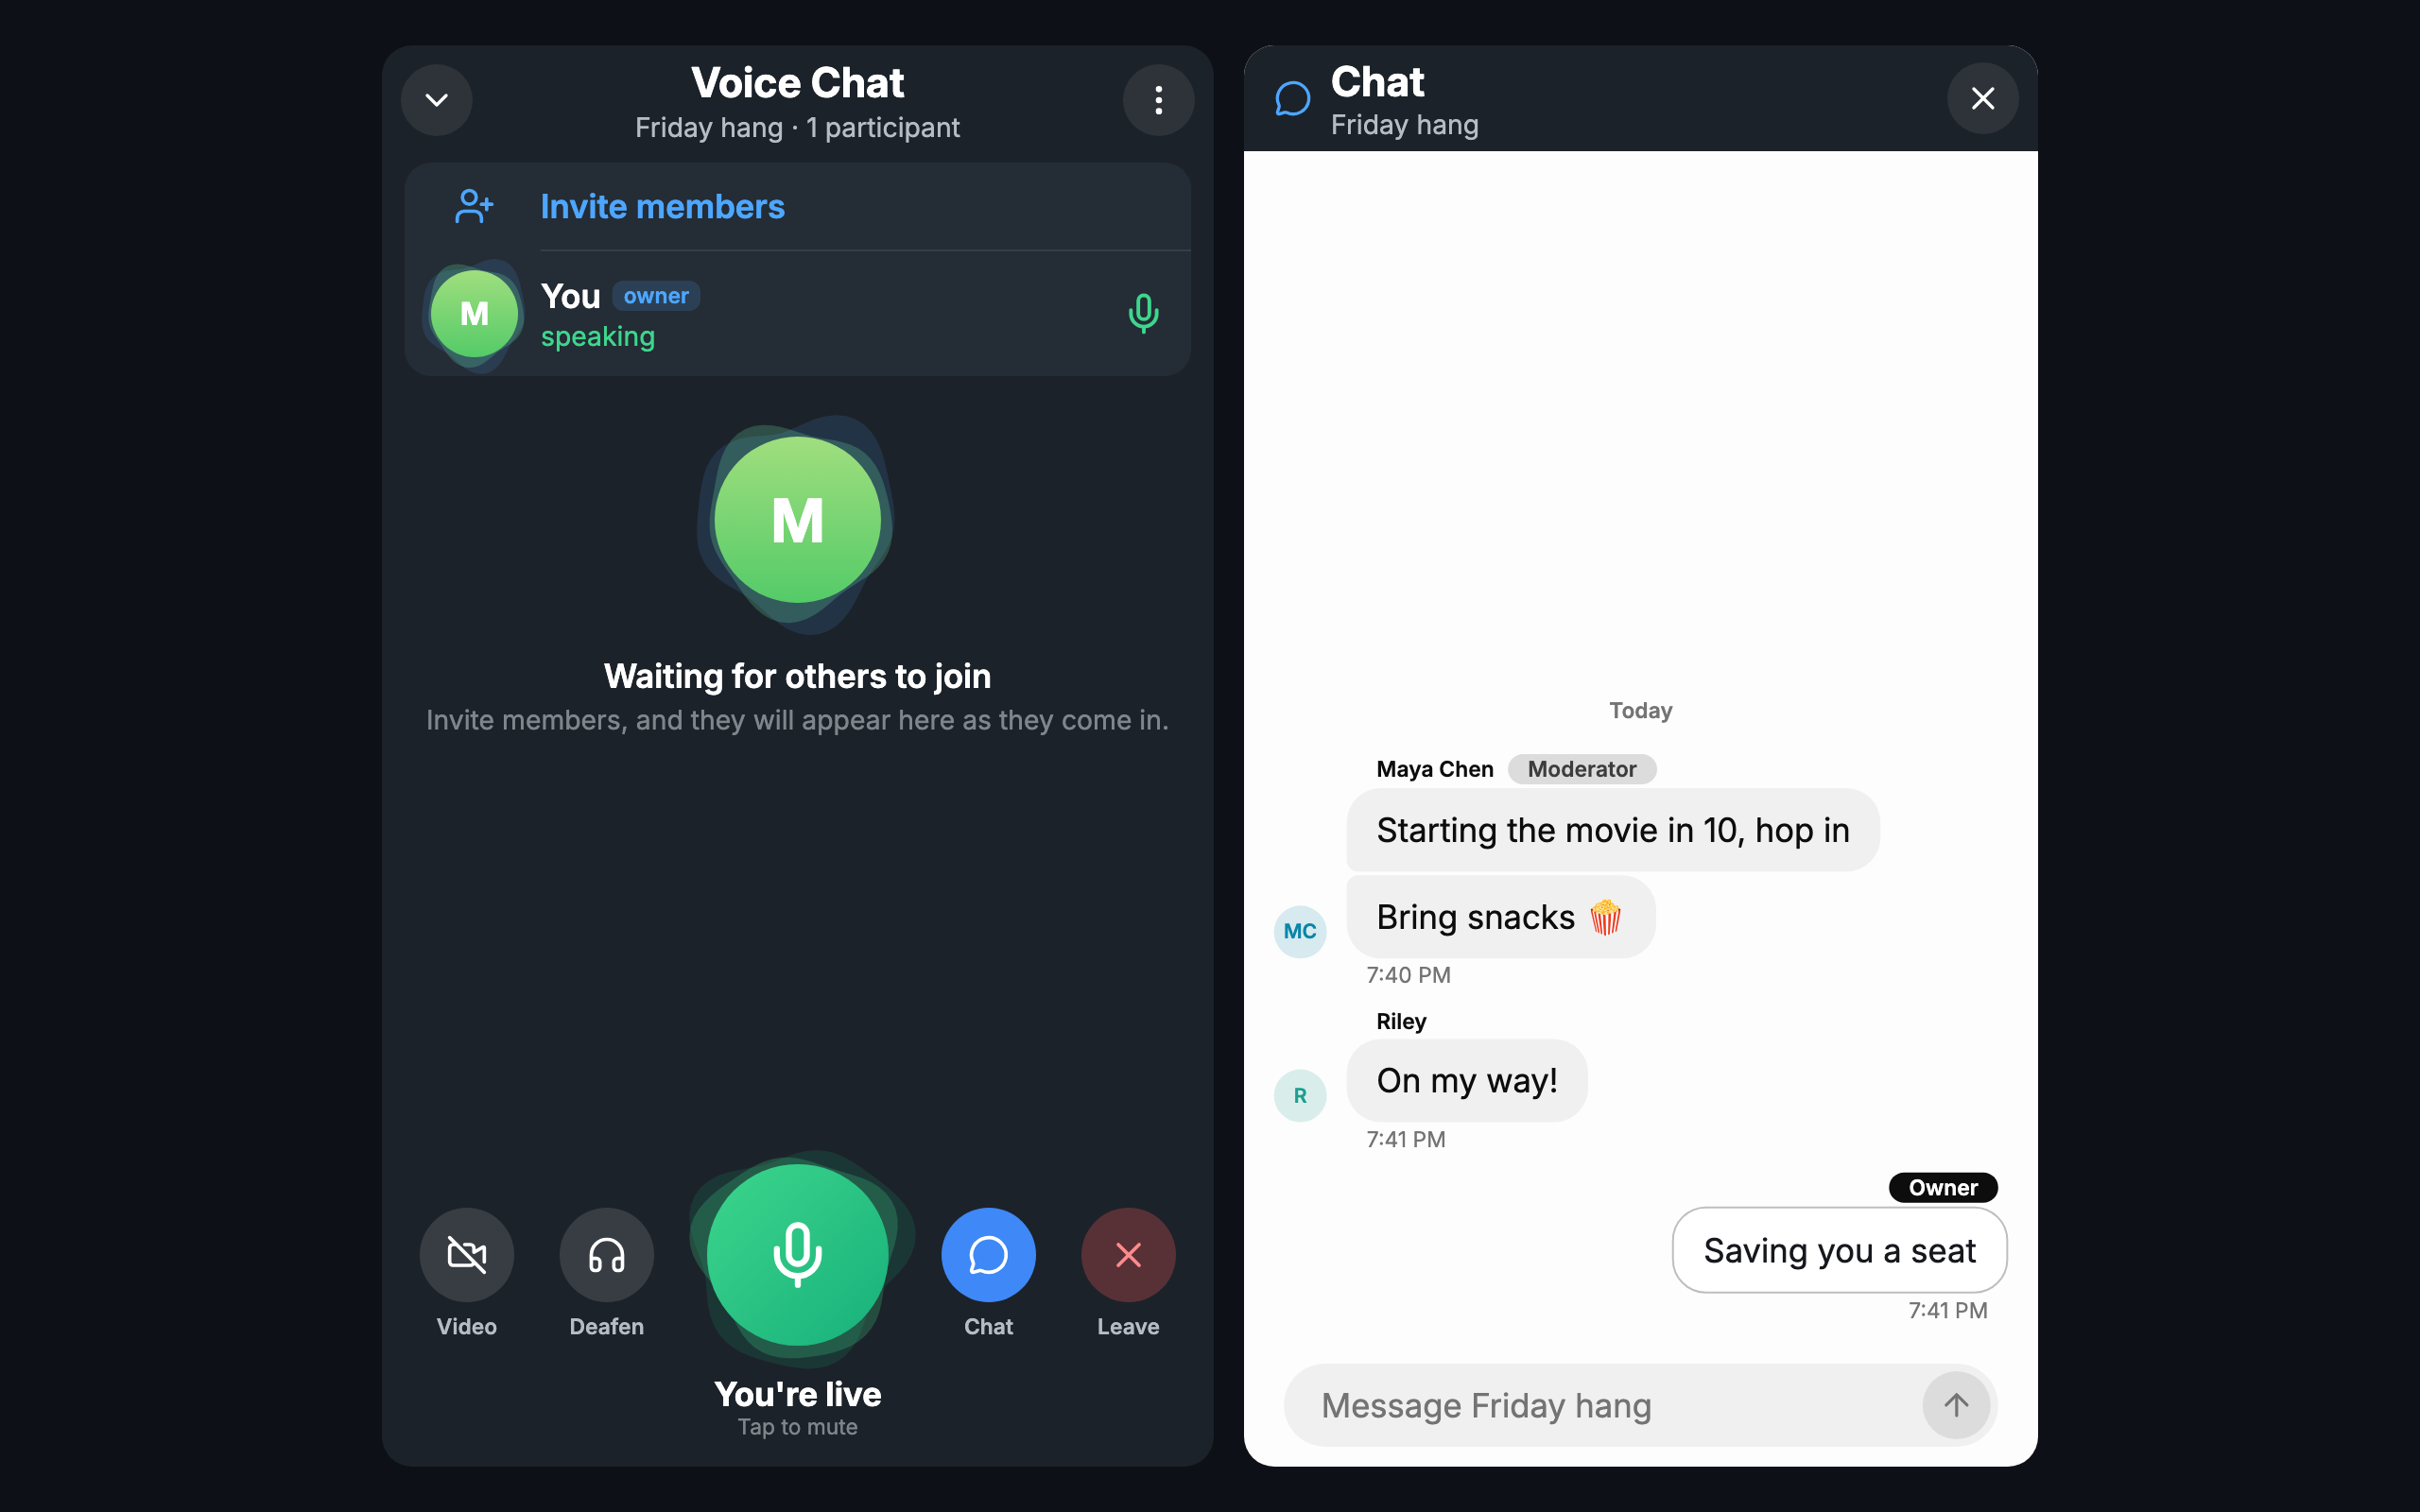 Voice Chat
Friday hang · 1 participant
Invite members
M
You owner
speaking
M
Waiting for others to join
Invite members, and they will appear here as they come in.
Video
Deafen
Chat
Leave
You're live
Tap to mute
Chat
Friday hang
Today
Maya Chen Moderator
Starting the movie in 10, hop in
Bring snacks 🍿
MC
7:40 PM
Riley
On my way!
R
7:41 PM
Owner
Saving you a seat
7:41 PM
Message Friday hang